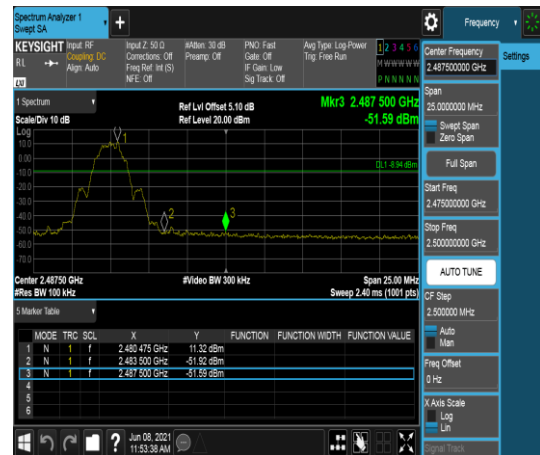 Spectrum Analyzer 1
Swept SA
+
Frequency
KEYSIGHT
RL
LXI
Input: RF
Coupling: DC
Align: Auto
Input Z: 50 Ω
Corrections: Off
Freq Ref: Int (S)
NFE: Off
#Atten: 30 dB
Preamp: Off
PNO: Fast
Gate: Off
IF Gain: Low
Sig Track: Off
Avg Type: Log-Power
Trig: Free Run
1 2 3 4 5 6
M W W W W W
P N N N N N
1 Spectrum
Scale/Div 10 dB
Ref Lvl Offset 5.10 dB
Ref Level 20.00 dBm
Mkr3 2.487 500 GHz
-51.59 dBm
Log
10.0
0.00
-10.0
-20.0
-30.0
-40.0
-50.0
-60.0
-70.0
1
2
3
DL1 -8.94 dBm
Center 2.48750 GHz
#Res BW 100 kHz
#Video BW 300 kHz
Span 25.00 MHz
Sweep 2.40 ms (1001 pts)
5 Marker Table
MODE TRC SCL X Y FUNCTION FUNCTION WIDTH FUNCTION VALUE
1 N 1 f 2.480 475 GHz 11.32 dBm
2 N 1 f 2.483 500 GHz -51.92 dBm
3 N 1 f 2.487 500 GHz -51.59 dBm
4
5
6
?
Jun 08, 2021
11:53:38 AM
Center Frequency
2.487500000 GHz
Settings
Span
25.0000000 MHz
Swept Span
Zero Span
Full Span
Start Freq
2.475000000 GHz
Stop Freq
2.500000000 GHz
AUTO TUNE
CF Step
2.500000 MHz
Auto
Man
Freq Offset
0 Hz
X Axis Scale
Log
Lin
Signal Track